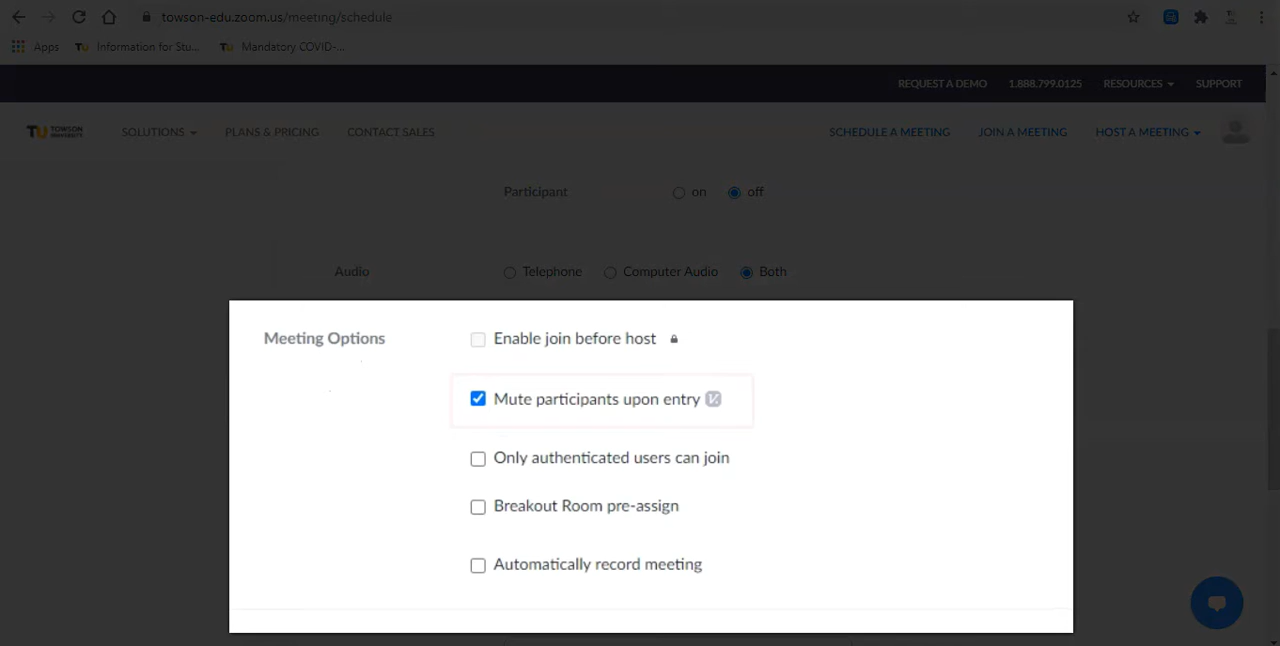 towson-edu.zoom.us/meeting/schedule
Apps Information for Stu... Mandatory COVID-...
REQUEST A DEMO 1.888.799.0125 RESOURCES SUPPORT
TU TOWSON UNIVERSITY SOLUTIONS PLANS & PRICING CONTACT SALES SCHEDULE A MEETING JOIN A MEETING HOST A MEETING
Participant on off
Audio Telephone Computer Audio Both
Meeting Options Enable join before host
Mute participants upon entry
Only authenticated users can join
Breakout Room pre-assign
Automatically record meeting